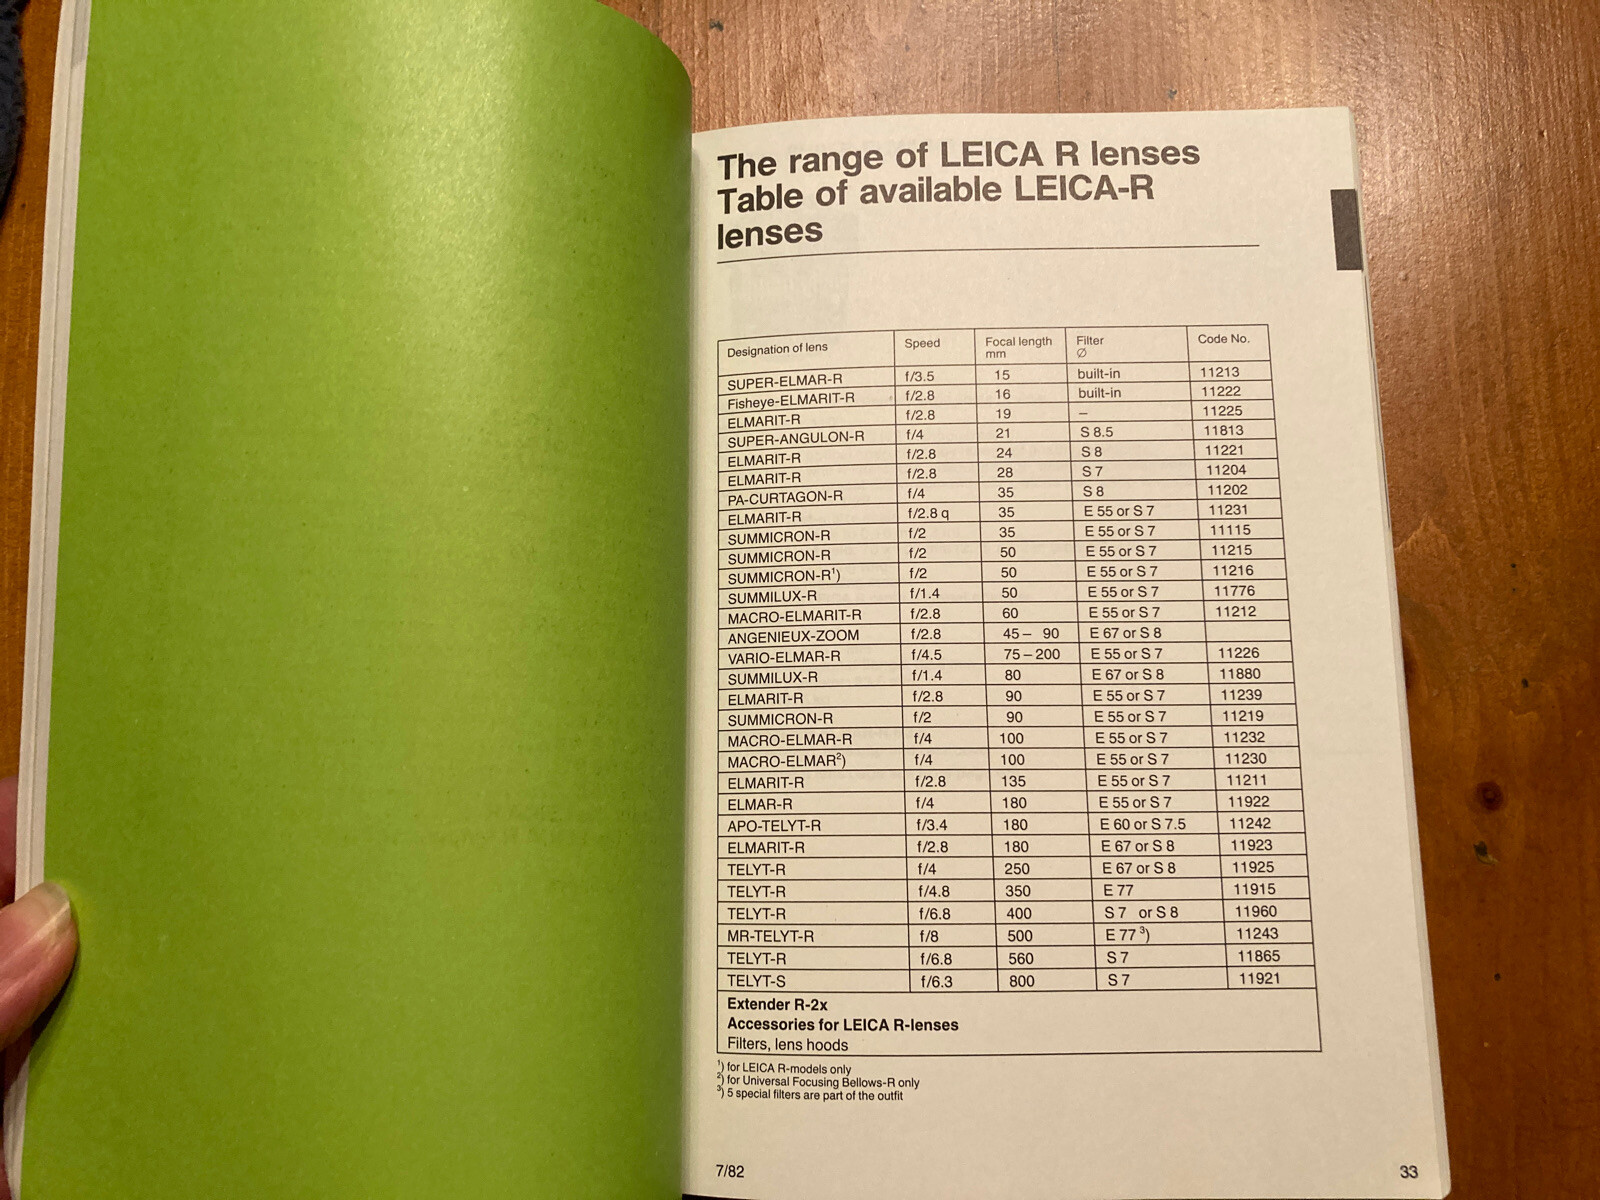 The range of LEICA R lenses
Table of available LEICA-R
lenses
Designation of lens Speed Focal length mm Filter Ø Code No.
SUPER-ELMAR-R f/3.5 15 built-in 11213
Fisheye-ELMARIT-R f/2.8 16 built-in 11222
ELMARIT-R f/2.8 19 – 11225
SUPER-ANGULON-R f/4 21 S 8.5 11813
ELMARIT-R f/2.8 24 S 8 11221
ELMARIT-R f/2.8 28 S 7 11204
PA-CURTAGON-R f/4 35 S 8 11202
ELMARIT-R f/2.8 q 35 E 55 or S 7 11231
SUMMICRON-R f/2 35 E 55 or S 7 11115
SUMMICRON-R f/2 50 E 55 or S 7 11215
SUMMICRON-R¹) f/2 50 E 55 or S 7 11216
SUMMILUX-R f/1.4 50 E 55 or S 7 11776
MACRO-ELMARIT-R f/2.8 60 E 55 or S 7 11212
ANGENIEUX-ZOOM f/2.8 45 – 90 E 67 or S 8
VARIO-ELMAR-R f/4.5 75 – 200 E 55 or S 7 11226
SUMMILUX-R f/1.4 80 E 67 or S 8 11880
ELMARIT-R f/2.8 90 E 55 or S 7 11239
SUMMICRON-R f/2 90 E 55 or S 7 11219
MACRO-ELMAR-R f/4 100 E 55 or S 7 11232
MACRO-ELMAR²) f/4 100 E 55 or S 7 11230
ELMARIT-R f/2.8 135 E 55 or S 7 11211
ELMAR-R f/4 180 E 55 or S 7 11922
APO-TELYT-R f/3.4 180 E 60 or S 7.5 11242
ELMARIT-R f/2.8 180 E 67 or S 8 11923
TELYT-R f/4 250 E 67 or S 8 11925
TELYT-R f/4.8 350 E 77 11915
TELYT-R f/6.8 400 S 7 or S 8 11960
MR-TELYT-R f/8 500 E 77 ³) 11243
TELYT-R f/6.8 560 S 7 11865
TELYT-S f/6.3 800 S 7 11921
Extender R-2x
Accessories for LEICA R-lenses
Filters, lens hoods
¹) for LEICA R-models only
²) for Universal Focusing Bellows-R only
³) 5 special filters are part of the outfit
7/82 33